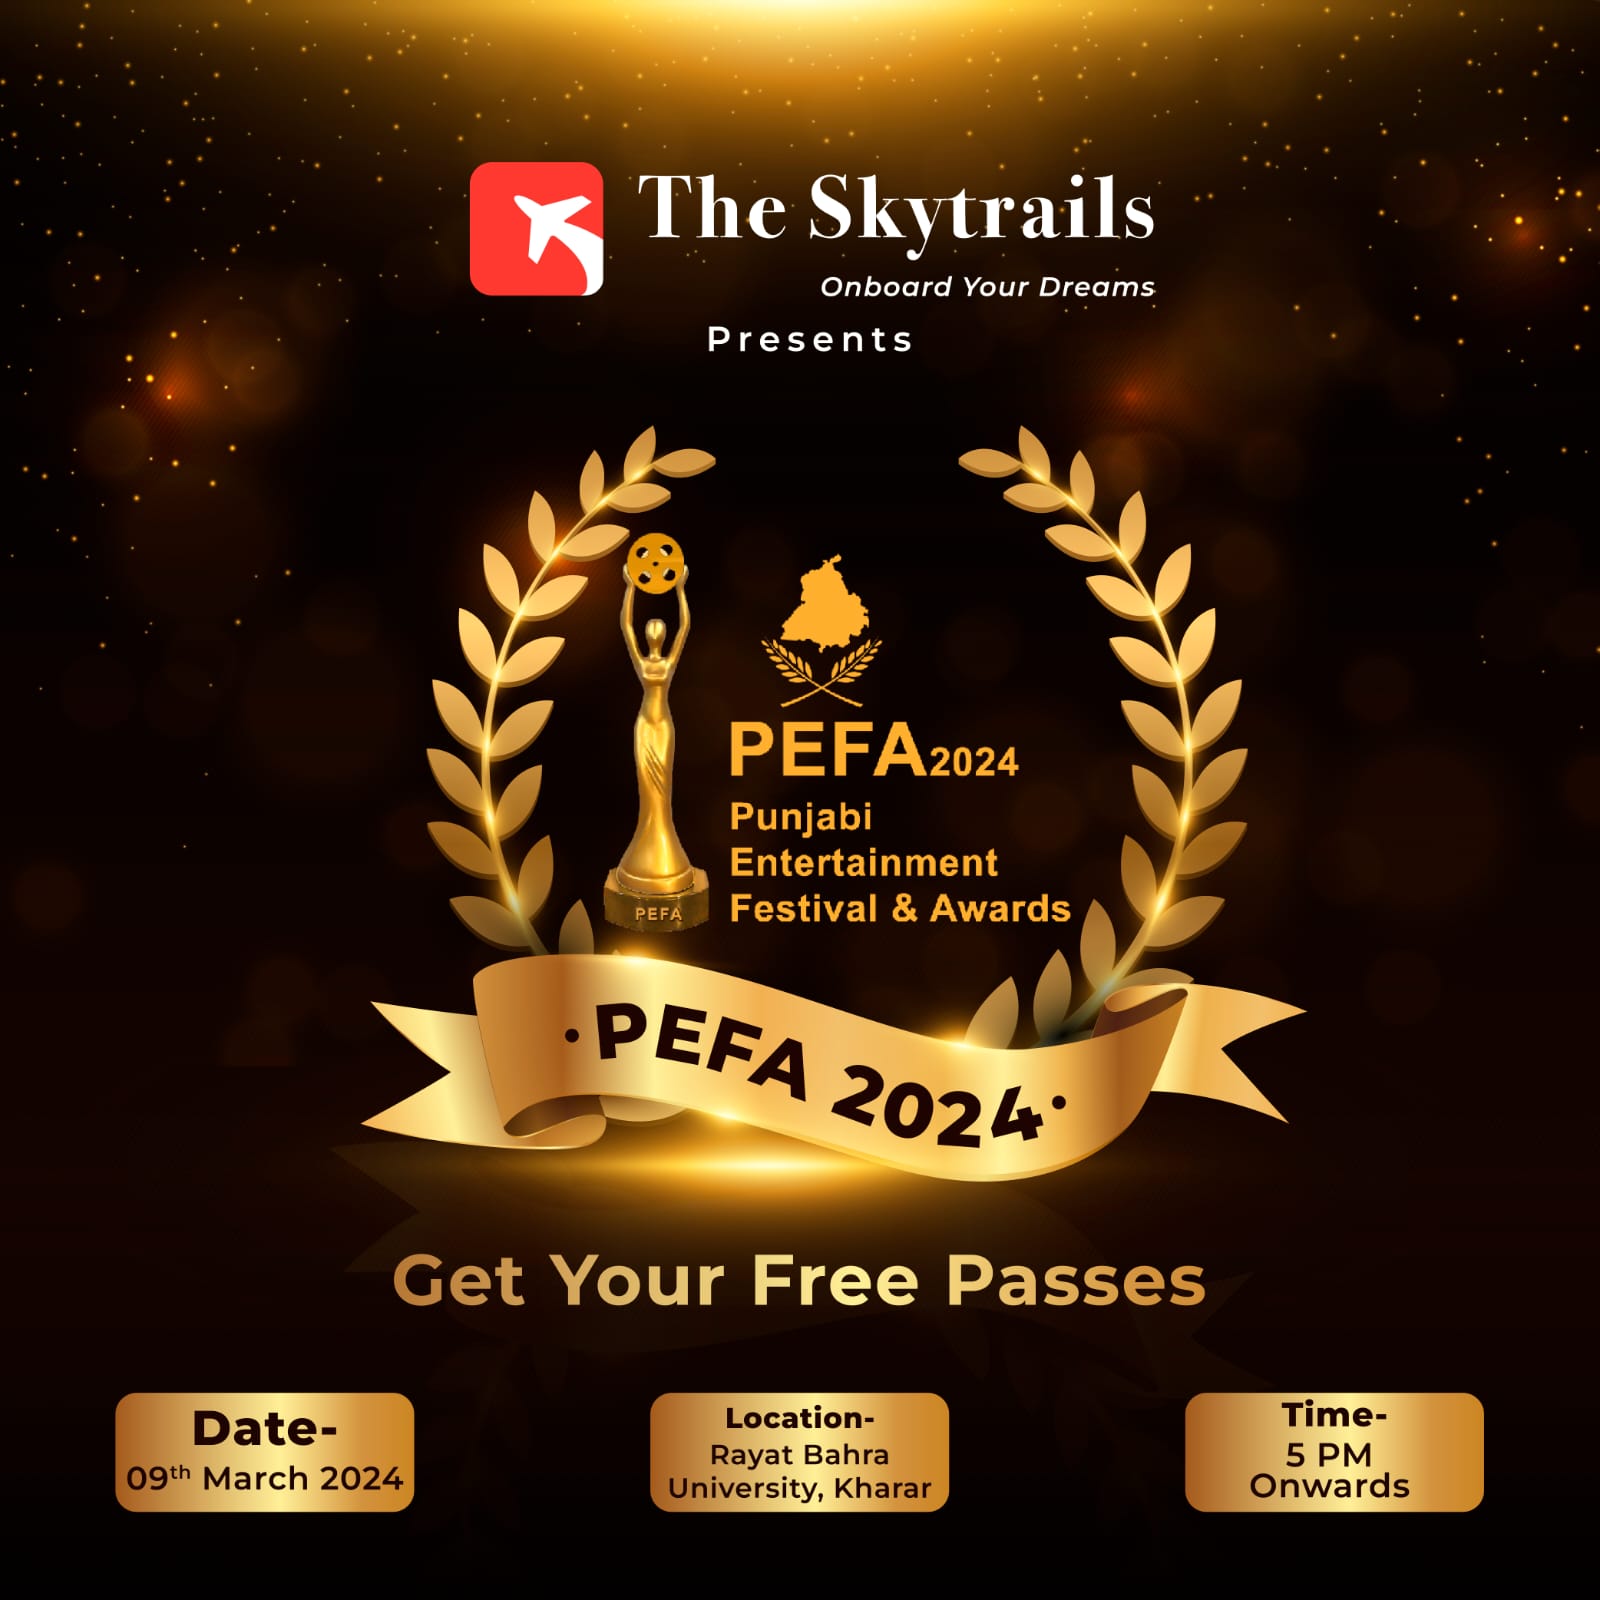 The Skytrails
Onboard Your Dreams
Presents
PEFA2024
Punjabi
Entertainment
Festival & Awards
PEFA
·PEFA 2024·
Get Your Free Passes
Date-
09th March 2024
Location-
Rayat Bahra
University, Kharar
Time-
5 PM
Onwards